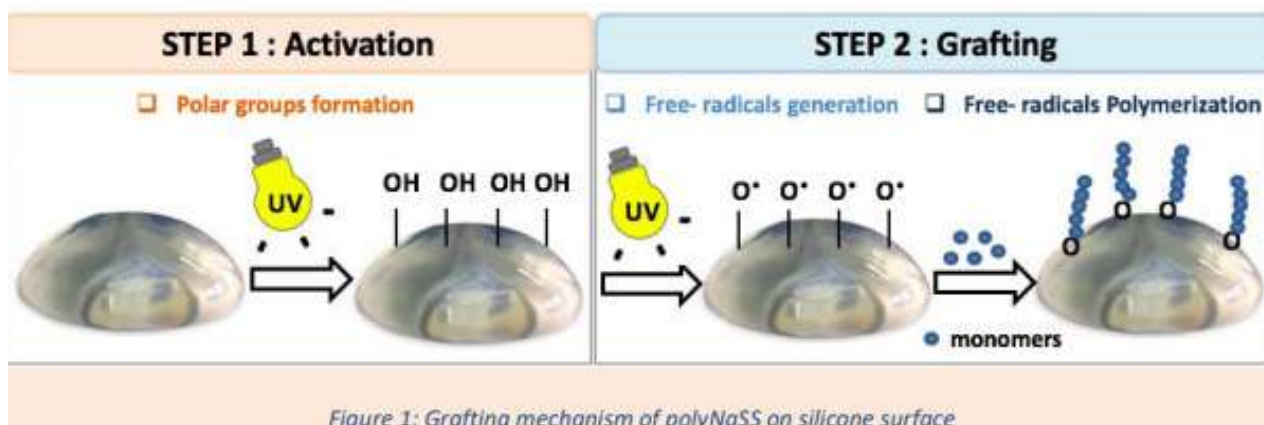 STEP 1 : Activation
STEP 2 : Grafting
❑ Polar groups formation
❑ Free- radicals generation ❑ Free- radicals Polymerization
UV
OH OH OH OH
UV
O• O• O• O•
O O O O
monomers
Figure 1: Grafting mechanism of polyNaSS on silicone surface